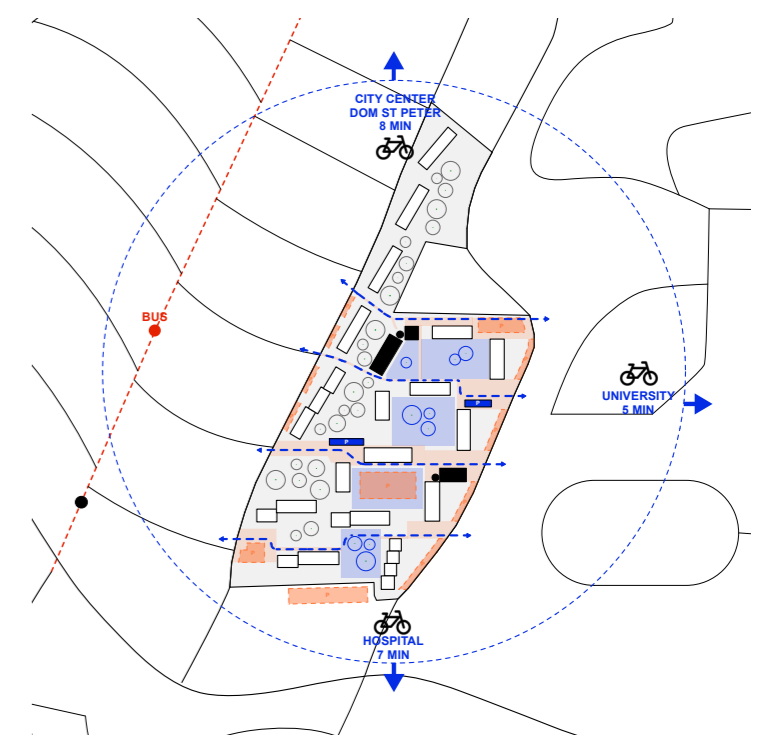 CITY CENTER
DOM ST PETER
8 MIN
BUS
UNIVERSITY
5 MIN
P
P
P
P
P
P
HOSPITAL
7 MIN